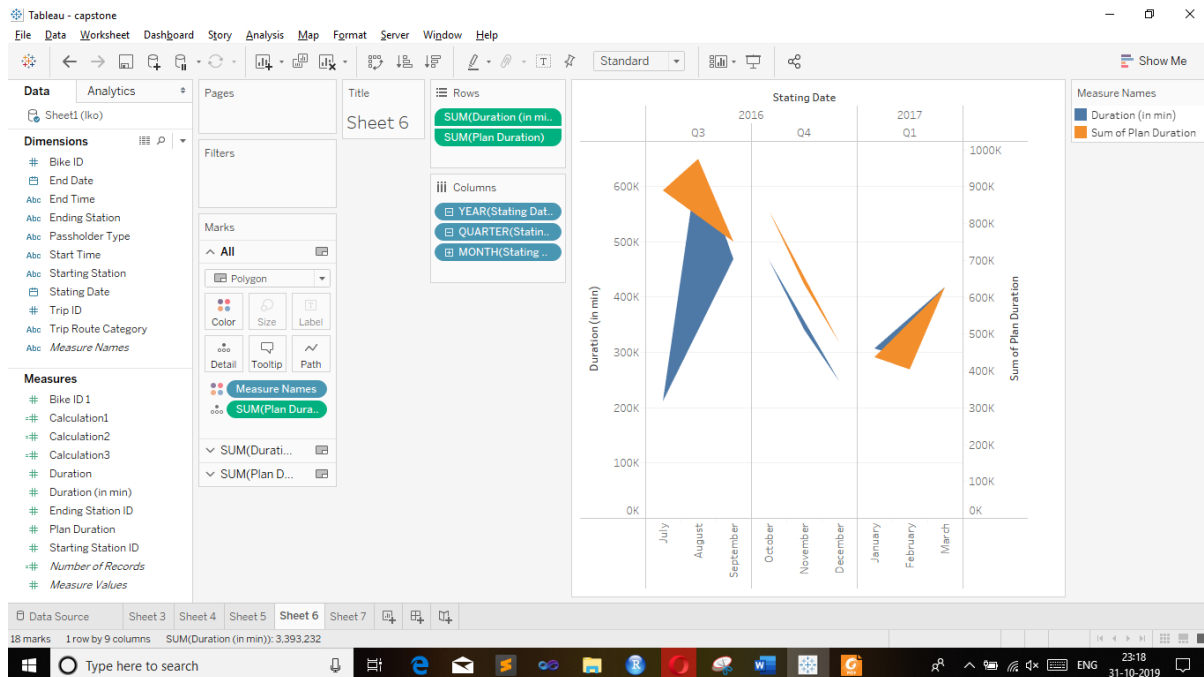 Tableau - capstone
File Data Worksheet Dashboard Story Analysis Map Format Server Window Help
Standard
Show Me
Data Analytics
Sheet1 (lko)
Dimensions
# Bike ID
End Date
Abc End Time
Abc Ending Station
Abc Passholder Type
Abc Start Time
Abc Starting Station
Stating Date
# Trip ID
Abc Trip Route Category
Abc Measure Names
Measures
# Bike ID 1
=# Calculation1
=# Calculation2
=# Calculation3
# Duration
# Duration (in min)
# Ending Station ID
# Plan Duration
# Starting Station ID
=# Number of Records
# Measure Values
Pages
Filters
Marks
All
Polygon
Color Size Label
Detail Tooltip Path
Measure Names
SUM(Plan Dura..
SUM(Durati...
SUM(Plan D...
Title
Sheet 6
Rows
SUM(Duration (in mi..
SUM(Plan Duration)
Columns
YEAR(Stating Dat..
QUARTER(Statin..
MONTH(Stating ..
Stating Date
2016 2017
Q3 Q4 Q1
Duration (in min)
600K
500K
400K
300K
200K
100K
0K
1000K
900K
800K
700K
600K
500K
400K
300K
200K
100K
0K
Sum of Plan Duration
July
August
September
October
November
December
January
February
March
Measure Names
Duration (in min)
Sum of Plan Duration
Data Source Sheet 3 Sheet 4 Sheet 5 Sheet 6 Sheet 7
18 marks 1 row by 9 columns SUM(Duration (in min)): 3,393,232
Type here to search
ENG
23:18
31-10-2019